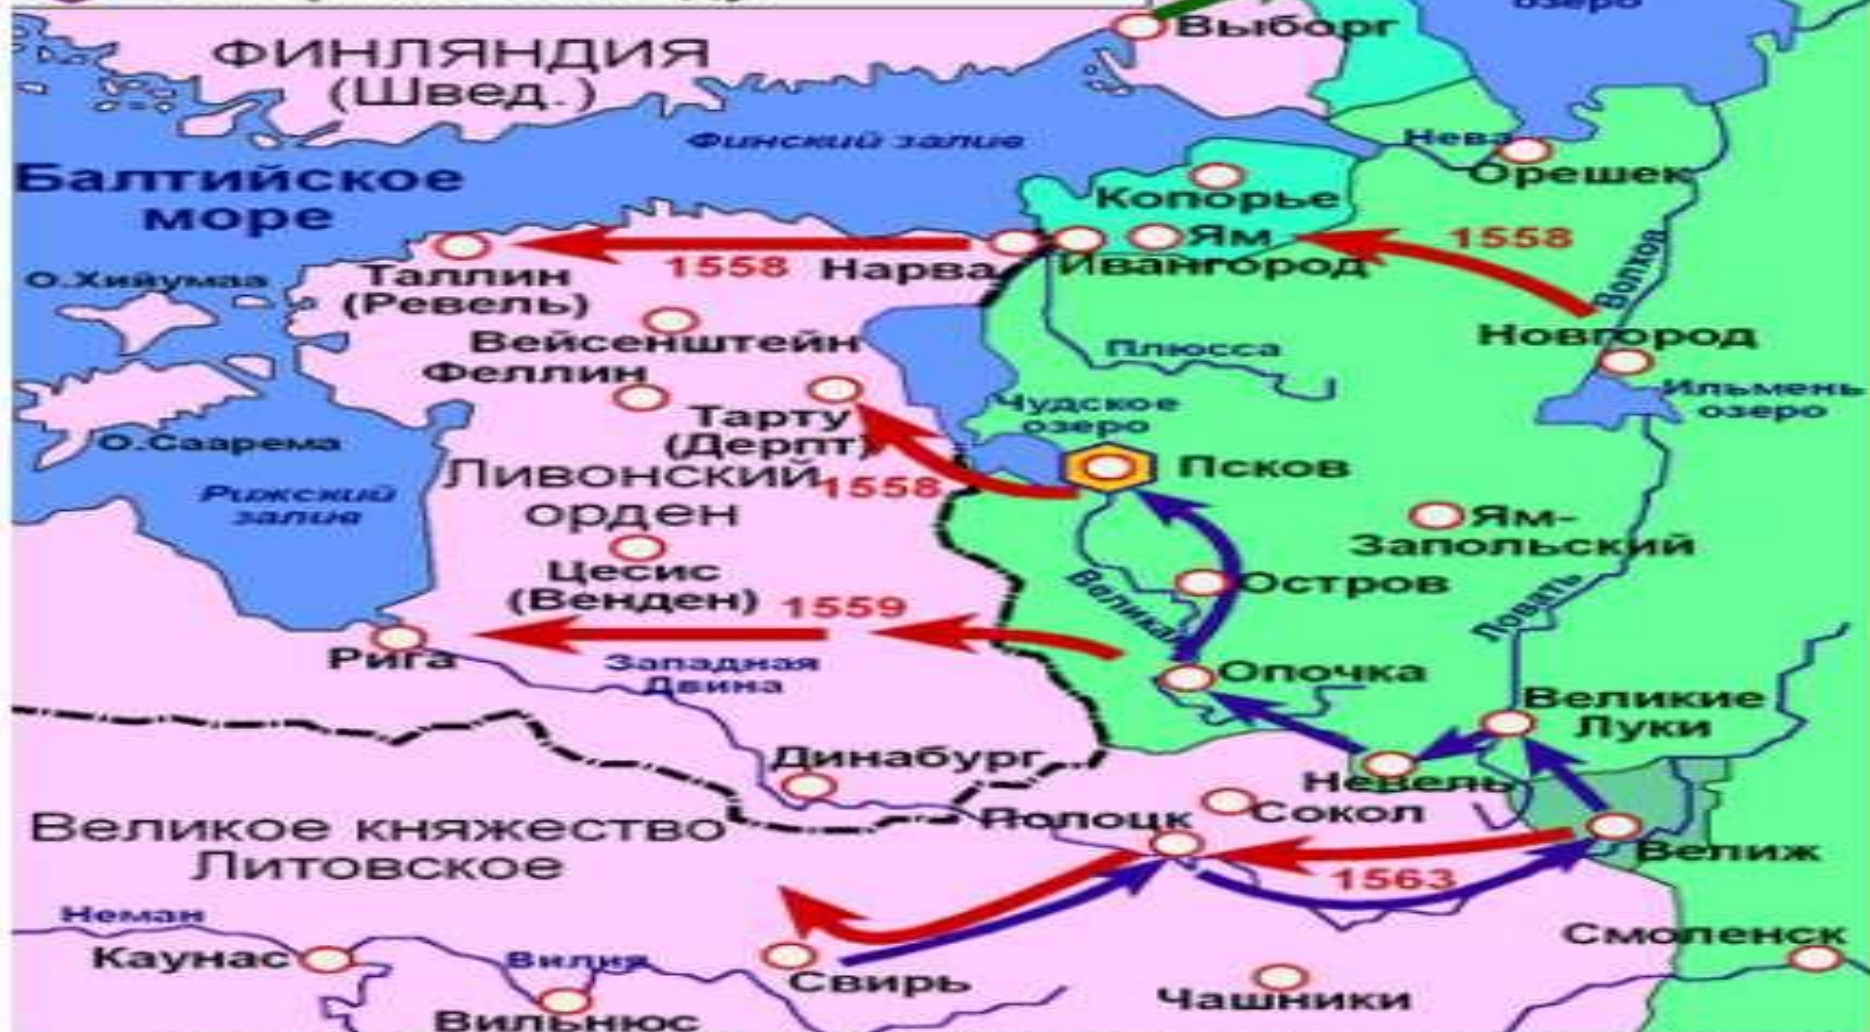 озеро
Выборг
ФИНЛЯНДИЯ
(Швед.)
Финский залив
Нева
Орешек
Балтийское
море
Копорье
Ям
1558
Волхов
О.Хийумаа
Таллин
(Ревель)
1558
Нарва
Ивангород
Вейсенштейн
Плюсса
Новгород
Феллин
Ильмень
озеро
Чудское
озеро
Тарту
(Дерпт)
О.Саарема
Ливонский
орден
1558
Псков
Рижский
залив
Ям-
Запольский
Цесис
(Венден)
1559
Остров
Великая
Ловать
Рига
Западная
Двина
Опочка
Великие
Луки
Динабург
Невель
Полоцк
Сокол
Великое княжество
Литовское
Велиж
1563
Неман
Каунас
Вилия
Свирь
Смоленск
Чашники
Вильнюс